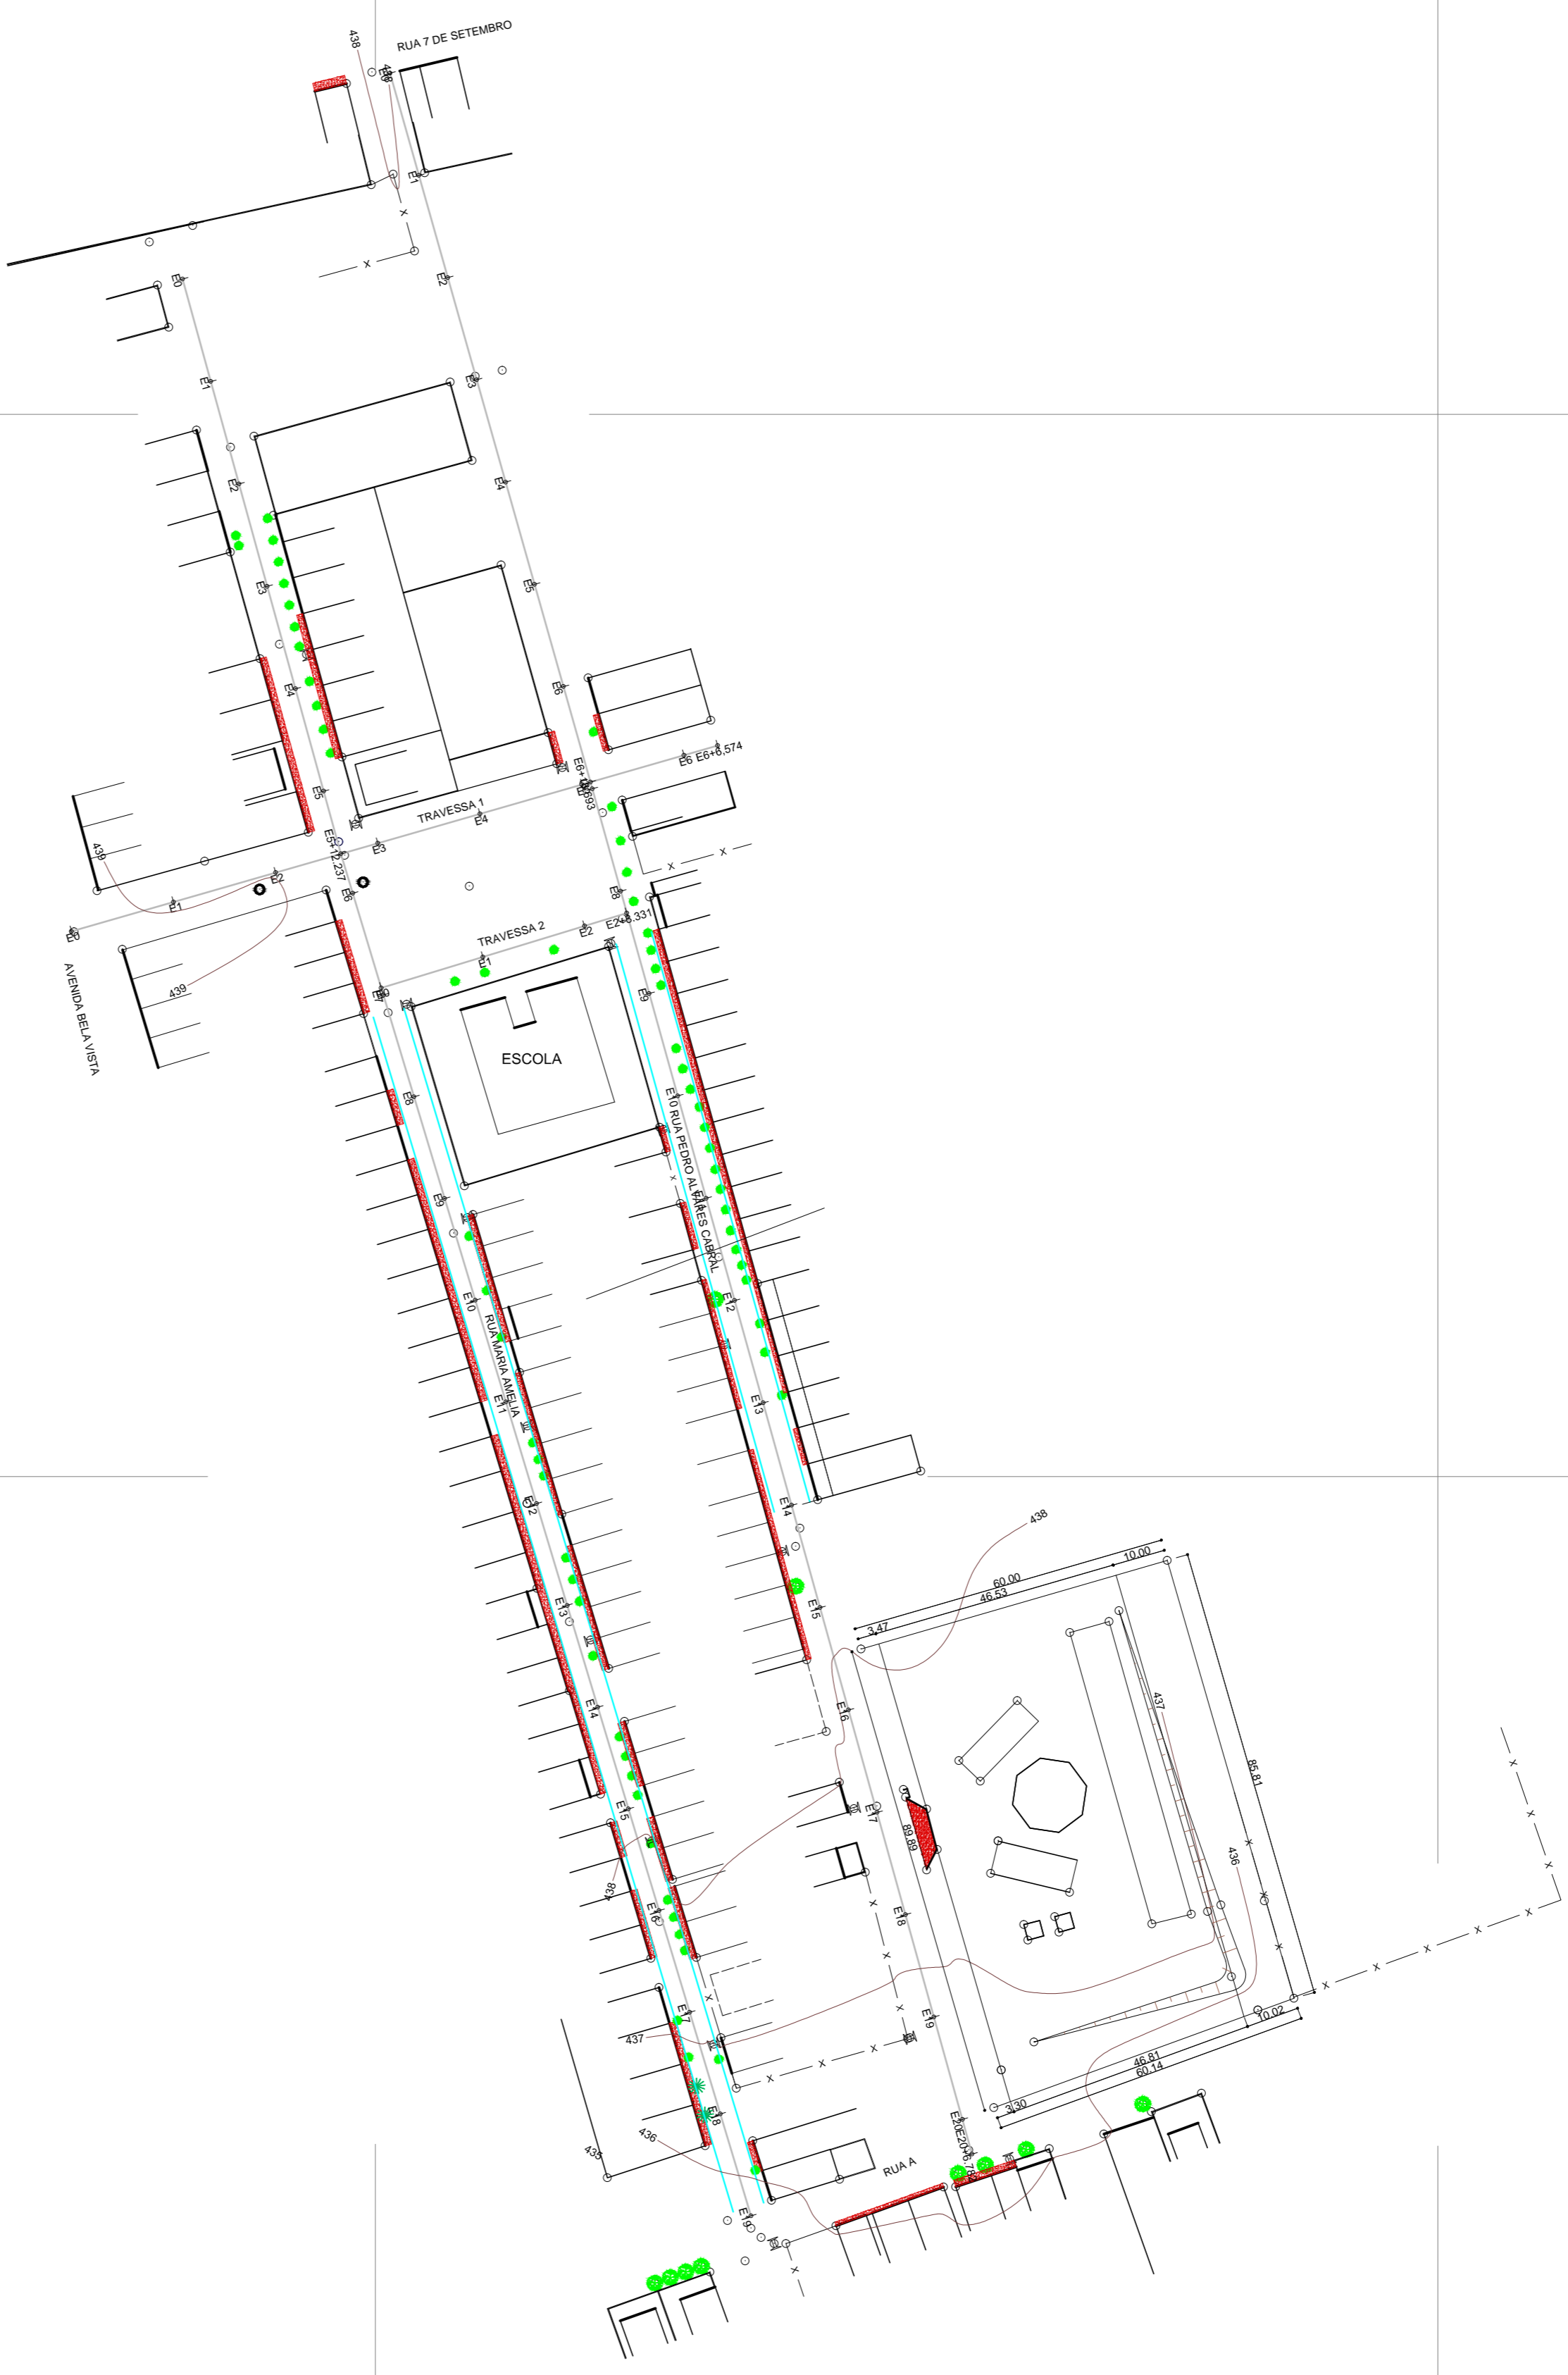 RUA 7 DE SETEMBRO
438
438
E0
E1
X
X
E2
E0
E1
E3
E2
E4
E3
E5
E4
E6
E6 E6+6,574
E5
TRAVESSA 1
E4
E3
E5+12.237
439
E2
E6
E1
E0
E8
E2+8.331
E2
TRAVESSA 2
E1
X
X
439
AVENIDA BELA VISTA
E7
E9
ESCOLA
E8
E10
RUA PEDRO ALVARES CABRAL
E9
X
E10
E12
RUA MARIA AMELIA
E11
E13
E12
E14
438
10.00
60.00
46.53
3.47
E13
E15
E14
E16
437
85.81
E15
E17
89.89
436
438
E16
E18
X
X
X
X
X
X
X
X
X
X
X
X
E17
E19
437
X
X
X
X
10.02
46.81
60.14
3.30
E18
E20
436
435
RUA A
E19
X